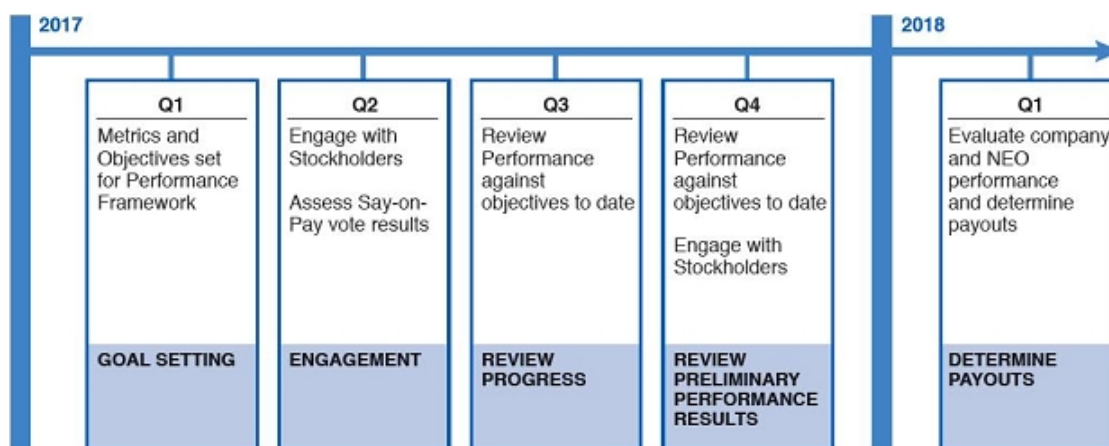 2017
2018
Q1
Metrics and
Objectives set
for Performance
Framework
GOAL SETTING
Q2
Engage with
Stockholders
Assess Say-on-
Pay vote results
ENGAGEMENT
Q3
Review
Performance
against
objectives to date
REVIEW
PROGRESS
Q4
Review
Performance
against
objectives to date
Engage with
Stockholders
REVIEW
PRELIMINARY
PERFORMANCE
RESULTS
Q1
Evaluate company
and NEO
performance
and determine
payouts
DETERMINE
PAYOUTS